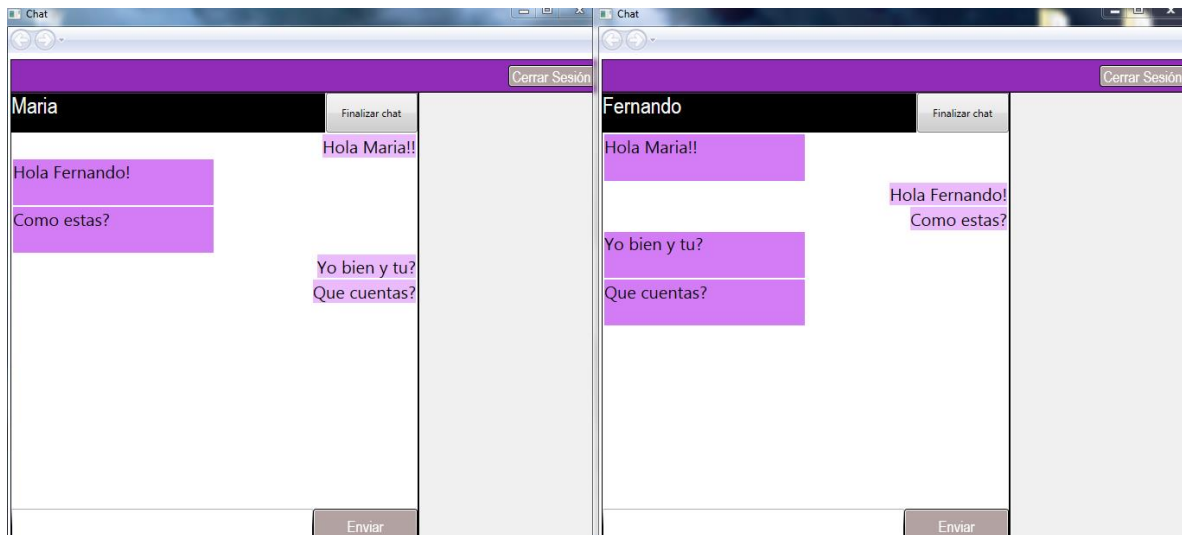 Chat
Cerrar Sesión
Maria
Finalizar chat
Hola Maria!!
Hola Fernando!
Como estas?
Yo bien y tu?
Que cuentas?
Enviar
Chat
Cerrar Sesión
Fernando
Finalizar chat
Hola Maria!!
Hola Fernando!
Como estas?
Yo bien y tu?
Que cuentas?
Enviar